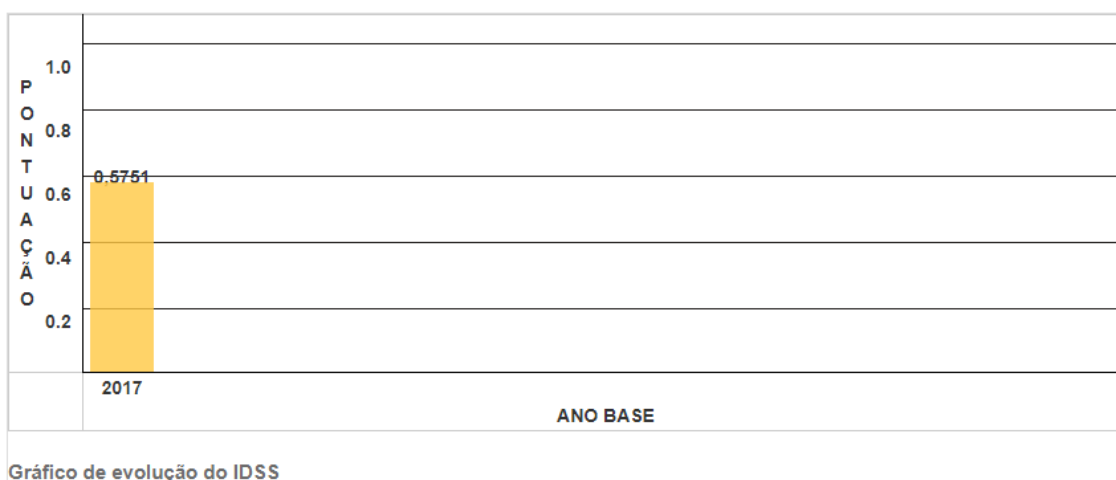 PONTUAÇÃO
1.0
0.8
0.6
0.4
0.2
0,5751
2017
ANO BASE
Gráfico de evolução do IDSS